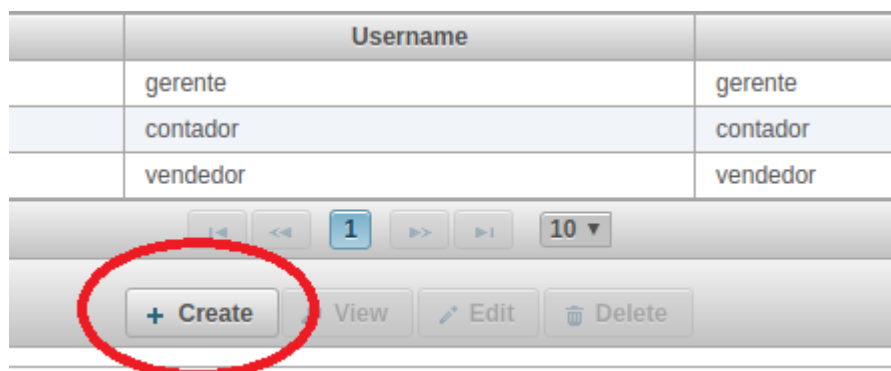 Username
gerente gerente
contador contador
vendedor vendedor
1 10
Create View Edit Delete